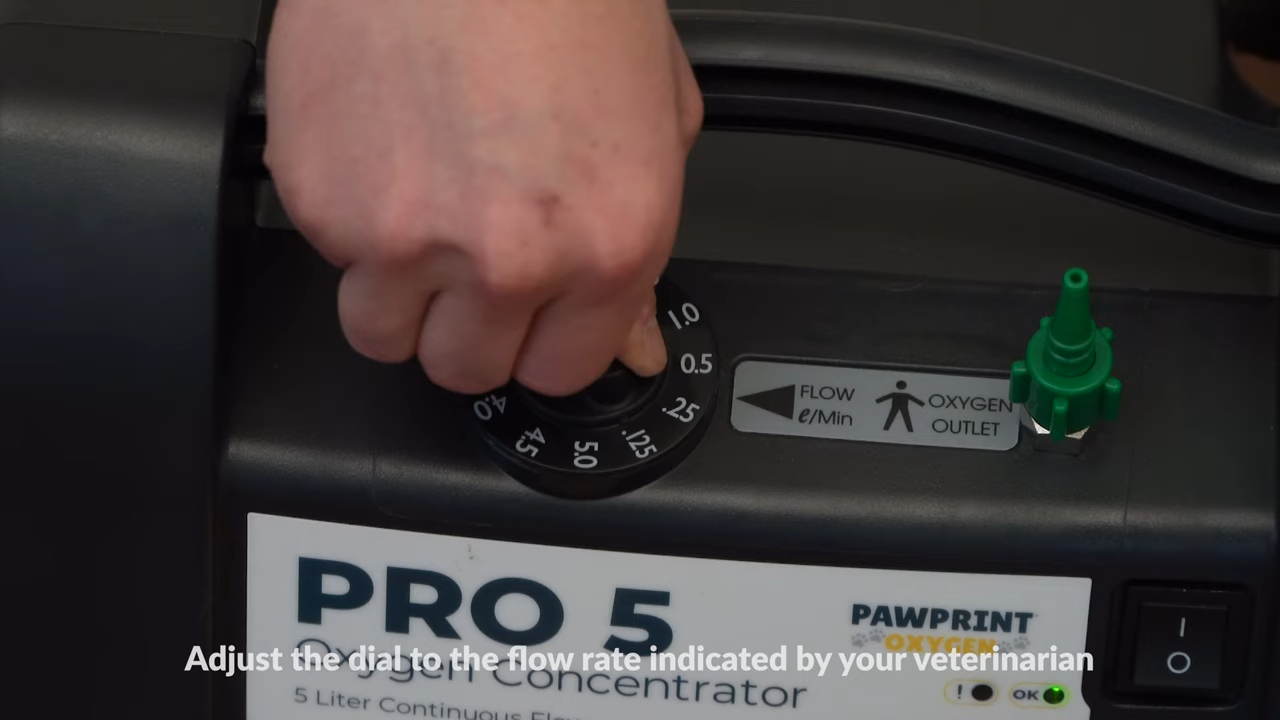 1.0
0.5
.25
.125
5.0
4.5
4.0
FLOW
ℓ/Min
OXYGEN
OUTLET
PRO 5
Oxygen Concentrator
5 Liter Continuous Flow
PAWPRINT
OXYGEN
! OK
I
O
Adjust the dial to the flow rate indicated by your veterinarian